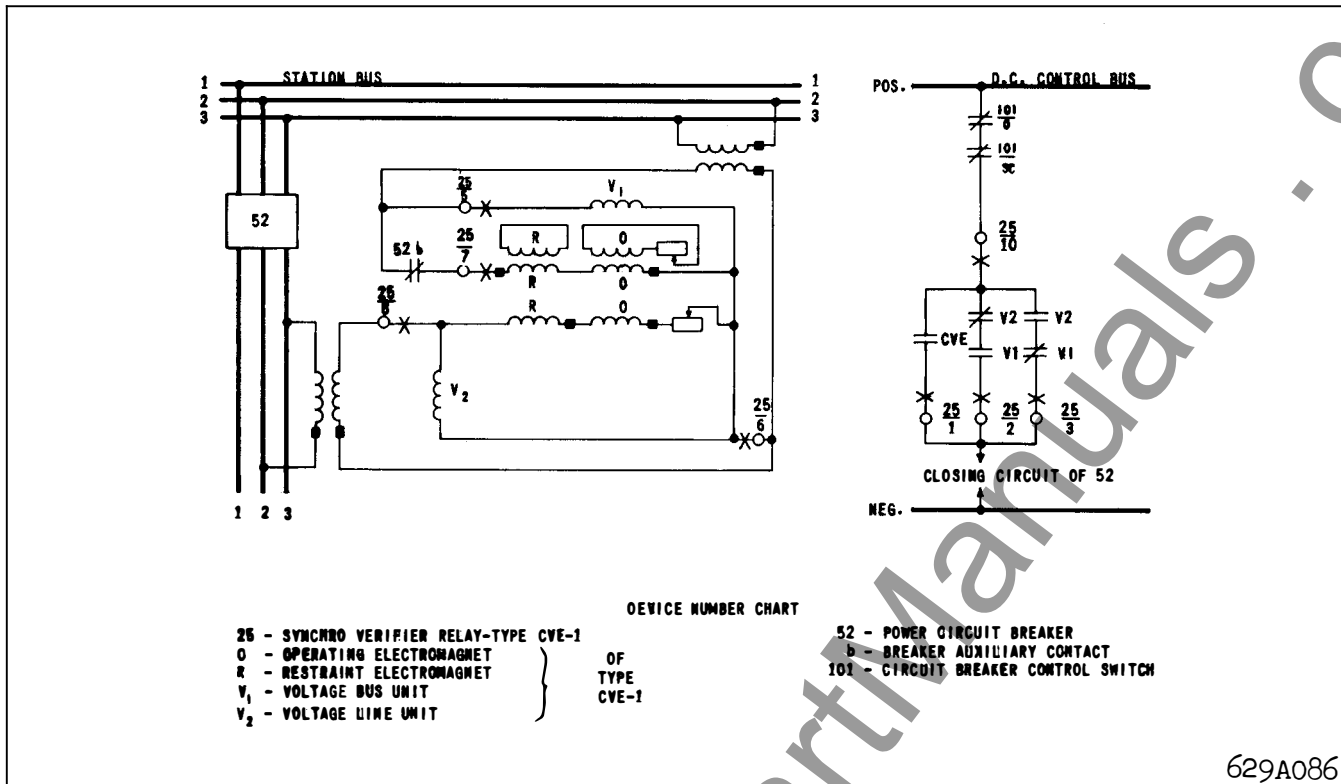 STATION BUS
1
2
3
1
2
3
52
25
5
V1
52 b
25
7
R
O
R
O
25
8
R
O
V2
25
6
1 2 3
POS.
D.C. CONTROL BUS
101
101
SC
25
10
CVE
V2
V2
V1
V1
25
1
25
2
25
3
CLOSING CIRCUIT OF 52
NEG.
DEVICE NUMBER CHART
25 - SYNCHRO VERIFIER RELAY-TYPE CVE-1
O - OPERATING ELECTROMAGNET
R - RESTRAINT ELECTROMAGNET
V1 - VOLTAGE BUS UNIT
V2 - VOLTAGE LINE UNIT
OF
TYPE
CVE-1
52 - POWER CIRCUIT BREAKER
b - BREAKER AUXILIARY CONTACT
101 - CIRCUIT BREAKER CONTROL SWITCH
629A086
rtManuals . c